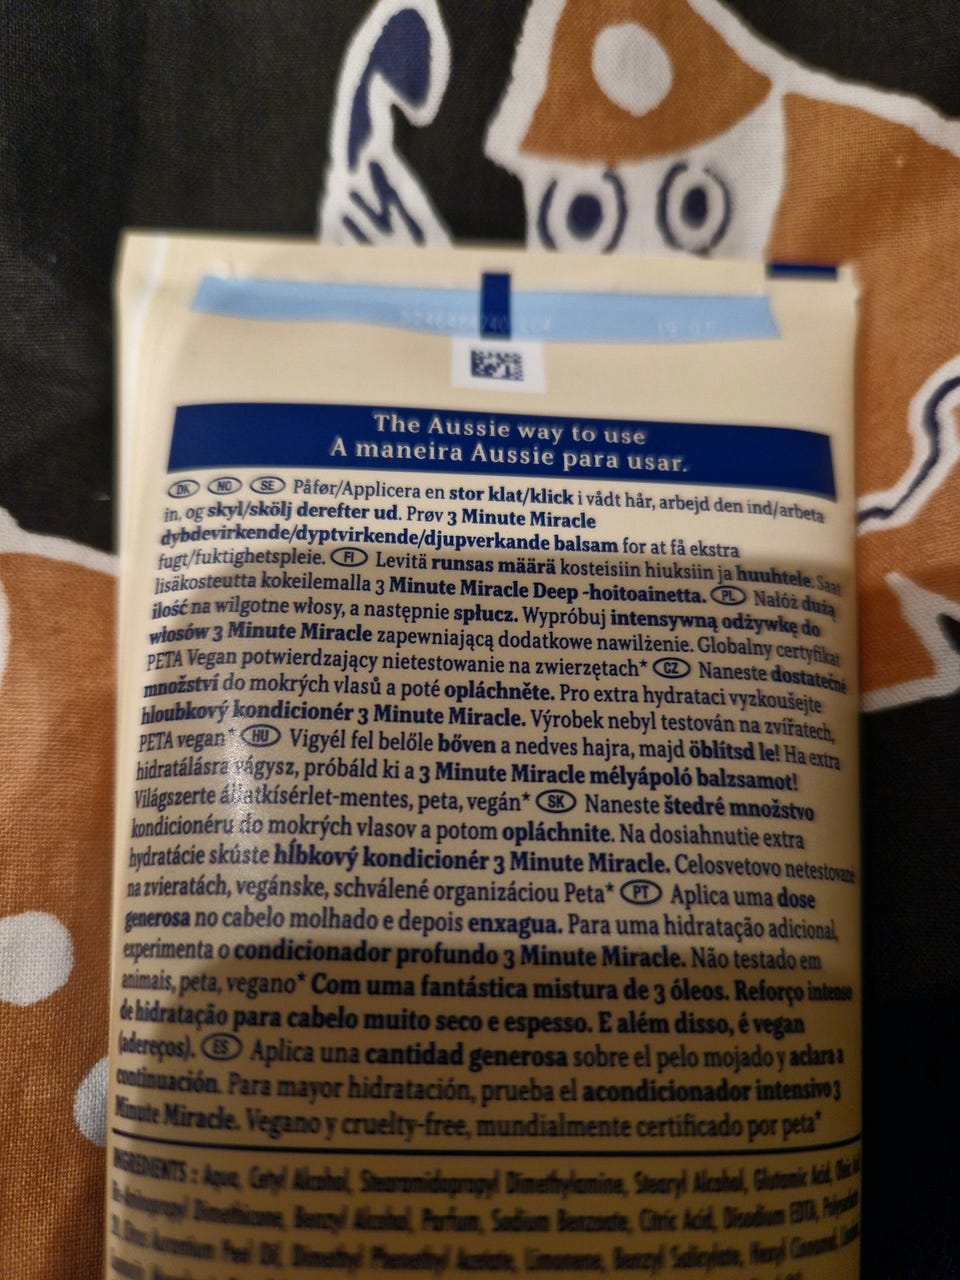 The Aussie way to use
A maneira Aussie para usar.
DK NO SE Påfør/Applicera en stor klat/klick i vådt hår, arbejd den ind/arbeta
in, og skyl/skölj derefter ud. Prøv 3 Minute Miracle
dybdevirkende/dyptvirkende/djupverkande balsam for at få ekstra
fugt/fuktighetspleie. FI Levitä runsas määrä kosteisiin hiuksiin ja huuhtele. Saat
lisäkosteutta kokeilemalla 3 Minute Miracle Deep -hoitoainetta. PL Nałóż dużą
ilość na wilgotne włosy, a następnie spłucz. Wypróbuj intensywną odżywkę do
włosów 3 Minute Miracle zapewniającą dodatkowe nawilżenie. Globalny certyfikat
PETA Vegan potwierdzający nietestowanie na zwierzętach* CZ Naneste dostatečné
množství do mokrých vlasů a poté opláchněte. Pro extra hydrataci vyzkoušejte
hloubkový kondicionér 3 Minute Miracle. Výrobek nebyl testován na zvířatech,
PETA vegan* HU Vigyél fel belőle bőven a nedves hajra, majd öblítsd le! Ha extra
hidratálásra vágysz, próbáld ki a 3 Minute Miracle mélyápoló balzsamot!
Világszerte állatkísérlet-mentes, peta, vegán* SK Naneste štedré množstvo
kondicionéru do mokrých vlasov a potom opláchnite. Na dosiahnutie extra
hydratácie skúste hĺbkový kondicionér 3 Minute Miracle. Celosvetovo netestované
na zvieratách, vegánske, schválené organizáciou Peta* PT Aplica uma dose
generosa no cabelo molhado e depois enxagua. Para uma hidratação adicional,
experimenta o condicionador profundo 3 Minute Miracle. Não testado em
animais, peta, vegano* Com uma fantástica mistura de 3 óleos. Reforço intenso
de hidratação para cabelo muito seco e espesso. E além disso, é vegan
(adereços). ES Aplica una cantidad generosa sobre el pelo mojado y aclara a
continuación. Para mayor hidratación, prueba el acondicionador intensivo 3
Minute Miracle. Vegano y cruelty-free, mundialmente certificado por peta*
INGREDIENTS : Aqua, Cetyl Alcohol, Stearamidopropyl Dimethylamine, Stearyl Alcohol, Glutamic Acid,
Bis-Aminopropyl Dimethicone, Benzyl Alcohol, Parfum, Sodium Benzoate, Citric Acid, Disodium EDTA,
20, Citrus Aurantium Peel Oil, Dimethyl Phenethyl Acetate, Limonene, Benzyl Salicylate, Hexyl Cinnamal,